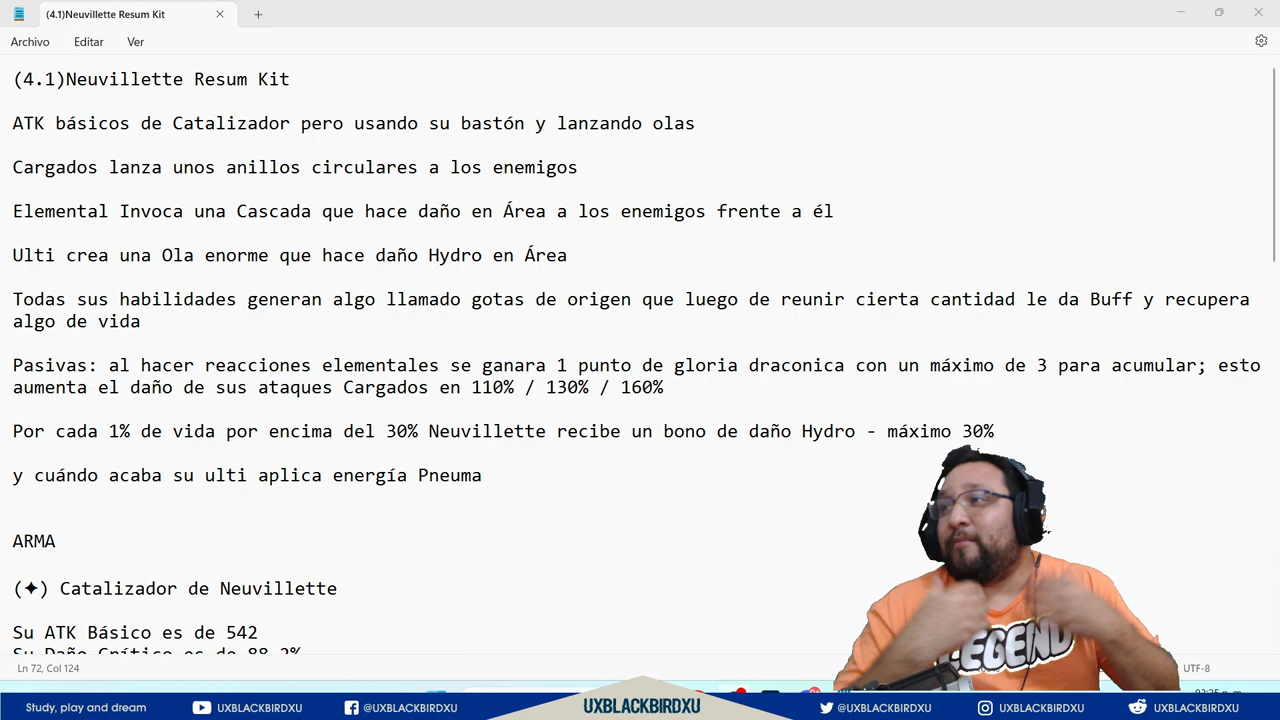 (4.1)Neuvillette Resum Kit
Archivo Editar Ver
(4.1)Neuvillette Resum Kit
ATK básicos de Catalizador pero usando su bastón y lanzando olas
Cargados lanza unos anillos circulares a los enemigos
Elemental Invoca una Cascada que hace daño en Área a los enemigos frente a él
Ulti crea una Ola enorme que hace daño Hydro en Área
Todas sus habilidades generan algo llamado gotas de origen que luego de reunir cierta cantidad le da Buff y recupera
algo de vida
Pasivas: al hacer reacciones elementales se ganara 1 punto de gloria draconica con un máximo de 3 para acumular; esto
aumenta el daño de sus ataques Cargados en 110% / 130% / 160%
Por cada 1% de vida por encima del 30% Neuvillette recibe un bono de daño Hydro - máximo 30%
y cuándo acaba su ulti aplica energía Pneuma
ARMA
(✦) Catalizador de Neuvillette
Su ATK Básico es de 542
Su Daño Crítico es de 88.2%
LEGEND
Ln 72, Col 124 UTF-8
Study, play and dream UXBLACKBIRDXU @UXBLACKBIRDXU UXBLACKBIRDXU @UXBLACKBIRDXU UXBLACKBIRDXU UXBLACKBIRDXU